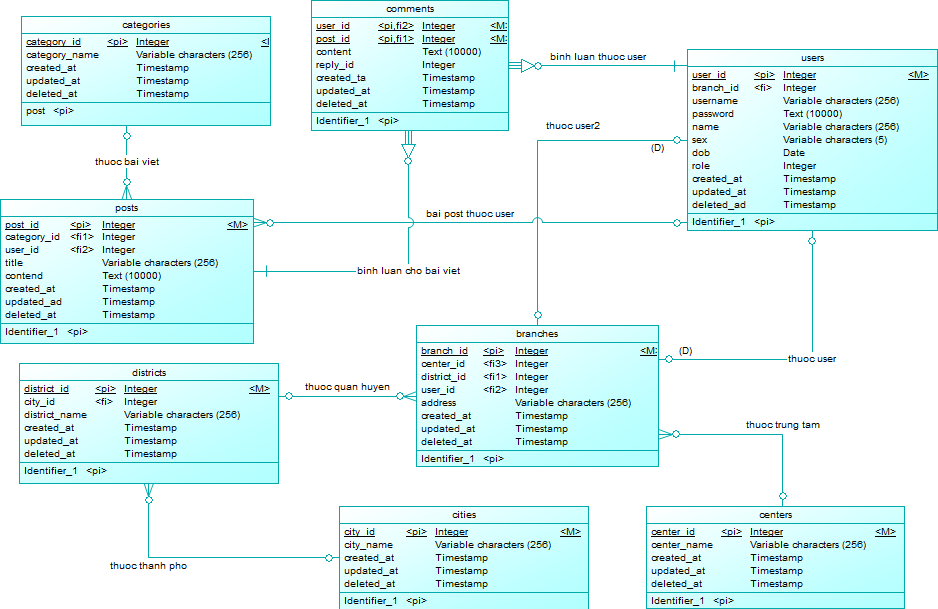 categories
category_id <pi> Integer <I
category_name Variable characters (256)
created_at Timestamp
updated_at Timestamp
deleted_at Timestamp
post <pi>
comments
user_id <pi,fi2> Integer <M:
post_id <pi,fi1> Integer <M:
content Text (10000)
reply_id Integer
created_ta Timestamp
updated_at Timestamp
deleted_at Timestamp
Identifier_1 <pi>
users
user_id <pi> Integer <M>
branch_id <fi> Integer
username Variable characters (256)
password Text (10000)
name Variable characters (256)
sex Variable characters (5)
dob Date
role Integer
created_at Timestamp
updated_at Timestamp
deleted_ad Timestamp
Identifier_1 <pi>
binh luan thuoc user
thuoc user2
(D)
thuoc bai viet
posts
post_id <pi> Integer <M>
category_id <fi1> Integer
user_id <fi2> Integer
title Variable characters (256)
contend Text (10000)
created_at Timestamp
updated_ad Timestamp
deleted_at Timestamp
Identifier_1 <pi>
bai post thuoc user
binh luan cho bai viet
branches
branch_id <pi> Integer <M:
center_id <fi3> Integer
district_id <fi1> Integer
user_id <fi2> Integer
address Variable characters (256)
created_at Timestamp
updated_at Timestamp
deleted_at Timestamp
Identifier_1 <pi>
(D)
thuoc user
districts
district_id <pi> Integer <M>
city_id <fi> Integer
district_name Variable characters (256)
created_at Timestamp
updated_at Timestamp
deleted_at Timestamp
Identifier_1 <pi>
thuoc quan huyen
thuoc trung tam
thuoc thanh pho
cities
city_id <pi> Integer <M>
city_name Variable characters (256)
created_at Timestamp
updated_at Timestamp
deleted_at Timestamp
Identifier_1 <pi>
centers
center_id <pi> Integer <M>
center_name Variable characters (256)
created_at Timestamp
updated_at Timestamp
deleted_at Timestamp
Identifier_1 <pi>